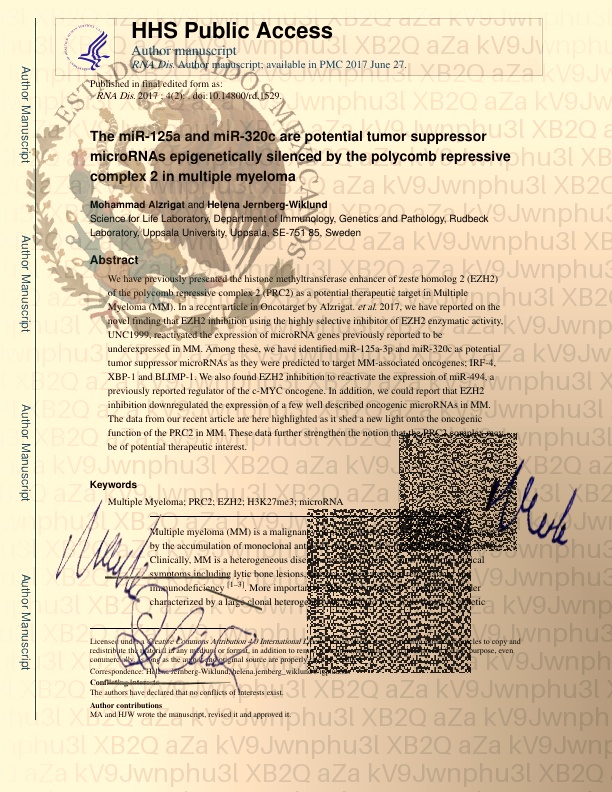 HHS Public Access
Author manuscript
RNA Dis. Author manuscript; available in PMC 2017 June 27.
Published in final edited form as:
RNA Dis. 2017 ; 4(2): . doi:10.14800/rd.1529.
The miR-125a and miR-320c are potential tumor suppressor
microRNAs epigenetically silenced by the polycomb repressive
complex 2 in multiple myeloma
Mohammad Alzrigat and Helena Jernberg-Wiklund
Science for Life Laboratory, Department of Immunology, Genetics and Pathology, Rudbeck
Laboratory, Uppsala University, Uppsala, SE-751 85, Sweden
Abstract
We have previously presented the histone methyltransferase enhancer of zeste homolog 2 (EZH2)
of the polycomb repressive complex 2 (PRC2) as a potential therapeutic target in Multiple
Myeloma (MM). In a recent article in Oncotarget by Alzrigat. et al. 2017, we have reported on the
novel finding that EZH2 inhibition using the highly selective inhibitor of EZH2 enzymatic activity,
UNC1999, reactivated the expression of microRNA genes previously reported to be
underexpressed in MM. Among these, we have identified miR-125a-3p and miR-320c as potential
tumor suppressor microRNAs as they were predicted to target MM-associated oncogenes; IRF-4,
XBP-1 and BLIMP-1. We also found EZH2 inhibition to reactivate the expression of miR-494, a
previously reported regulator of the c-MYC oncogene. In addition, we could report that EZH2
inhibition downregulated the expression of a few well described oncogenic microRNAs in MM.
The data from our recent article are here highlighted as it shed a new light onto the oncogenic
function of the PRC2 in MM. These data further strengthen the notion that the PRC2 complex may
be of potential therapeutic interest.
Keywords
Multiple Myeloma; PRC2; EZH2; H3K27me3; microRNA
Multiple myeloma (MM) is a malignan
by the accumulation of monoclonal ant
Clinically, MM is a heterogeneous dise cal
symptoms including lytic bone lesions,
immunodeficiency [1–3]. More importan er
characterized by a large clonal heterog etic
Licensed under a Creative Commons Attribution 4.0 International L les to copy and
redistribute the material in any medium or format, in addition to rem urpose, even
commercially, as long as the author and original source are properly
Correspondence: Helena Jernberg-Wiklund, helena.jernberg_wiklund
Conflicting interests
The authors have declared that no conflicts of interests exist.
Author contributions
MA and HJW wrote the manuscript, revised it and approved it.
Author Manuscript
Author Manuscript
Author Manuscript
Author Manuscript
ESTADOS UNIDOS MEXICANOS
XB2Q aZa kV9Jwnphu3l